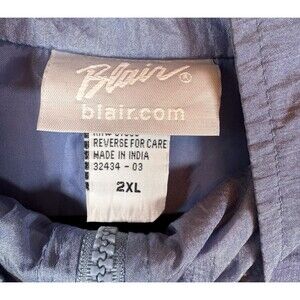 Blair®
blair.com
REVERSE FOR CARE
MADE IN INDIA
32434 - 03
2XL